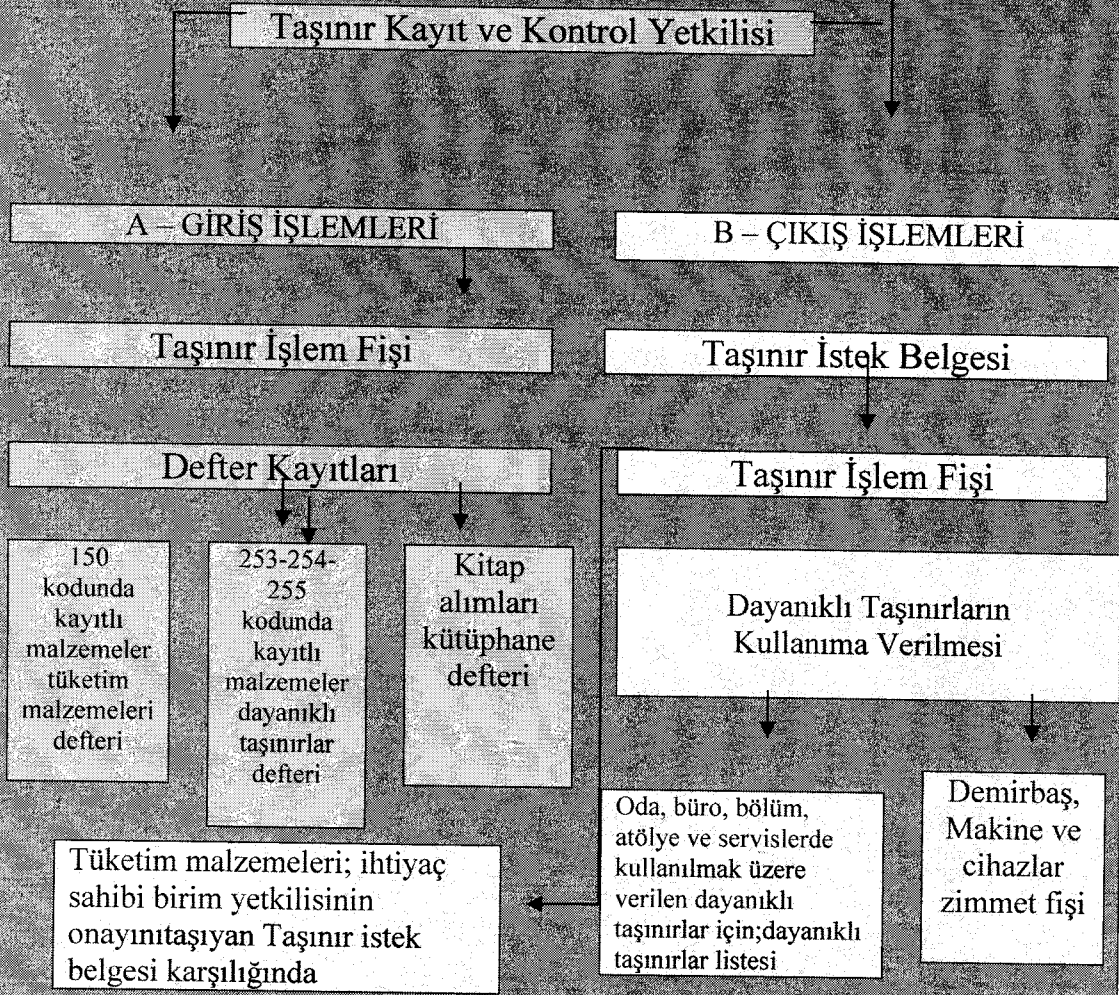 Taşınır Kayıt ve Kontrol Yetkilisi
A – GİRİŞ İŞLEMLERİ
Taşınır İşlem Fişi
Defter Kayıtları
150
kodunda
kayıtlı
malzemeler
tüketim
malzemeleri
defteri
253-254-
255
kodunda
kayıtlı
malzemeler
dayanıklı
taşınırlar
defteri
Kitap
alımları
kütüphane
defteri
B – ÇIKIŞ İŞLEMLERİ
Taşınır İstek Belgesi
Taşınır İşlem Fişi
Dayanıklı Taşınırların
Kullanıma Verilmesi
Tüketim malzemeleri; ihtiyaç
sahibi birim yetkilisinin
onayınıtaşıyan Taşınır istek
belgesi karşılığında
Oda, büro, bölüm,
atölye ve servislerde
kullanılmak üzere
verilen dayanıklı
taşınırlar için;dayanıklı
taşınırlar listesi
Demirbaş,
Makine ve
cihazlar
zimmet fişi